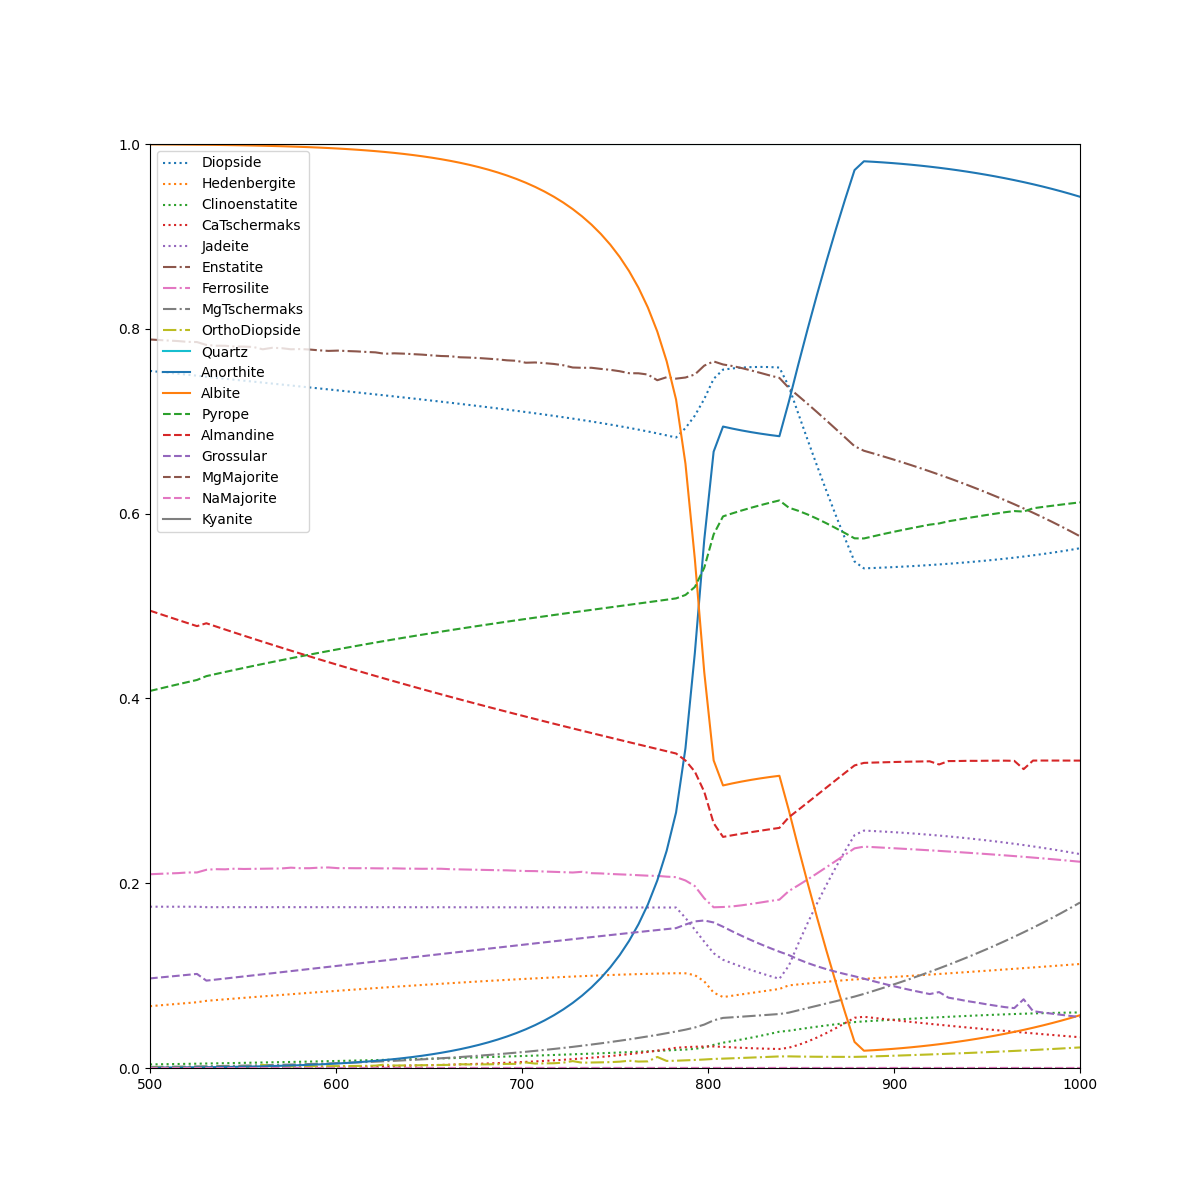 1.0
0.8
0.6
0.4
0.2
0.0
Diopside
Hedenbergite
Clinoenstatite
CaTschermaks
Jadeite
Enstatite
Ferrosilite
MgTschermaks
OrthoDiopside
Quartz
Anorthite
Albite
Pyrope
Almandine
Grossular
MgMajorite
NaMajorite
Kyanite
500 600 700 800 900 1000